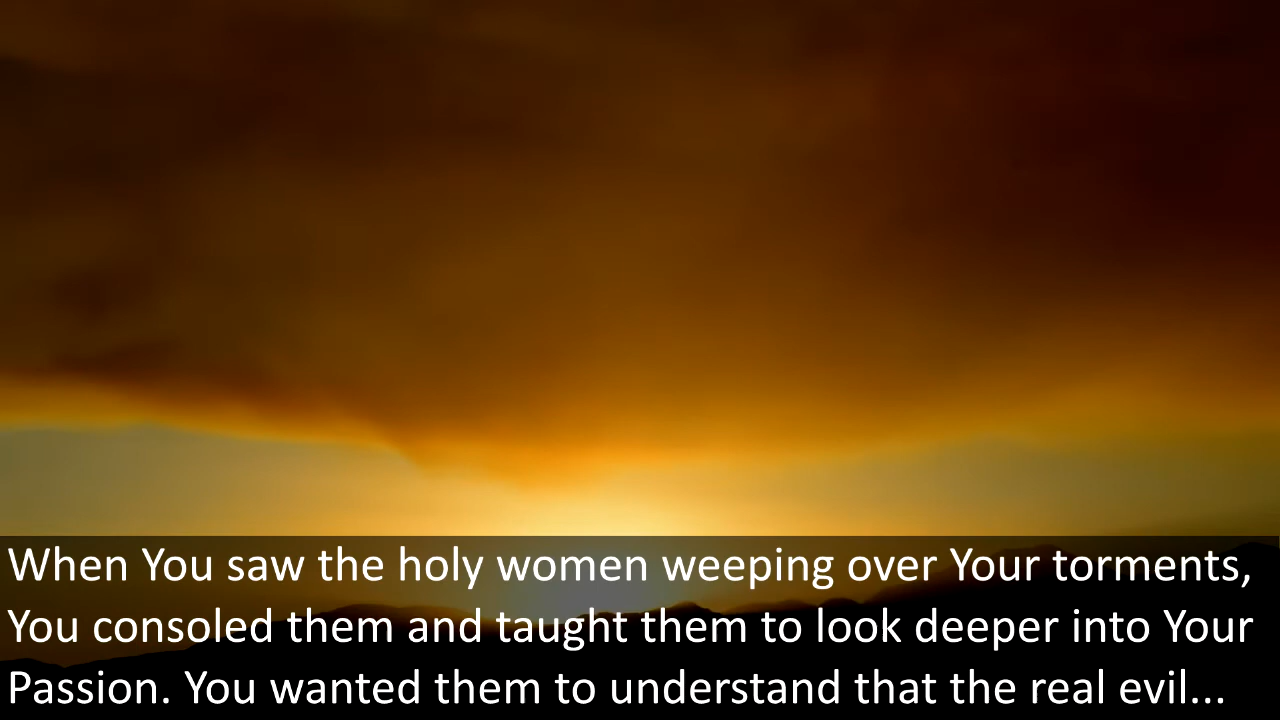 When You saw the holy women weeping over Your torments,
You consoled them and taught them to look deeper into Your
Passion. You wanted them to understand that the real evil...